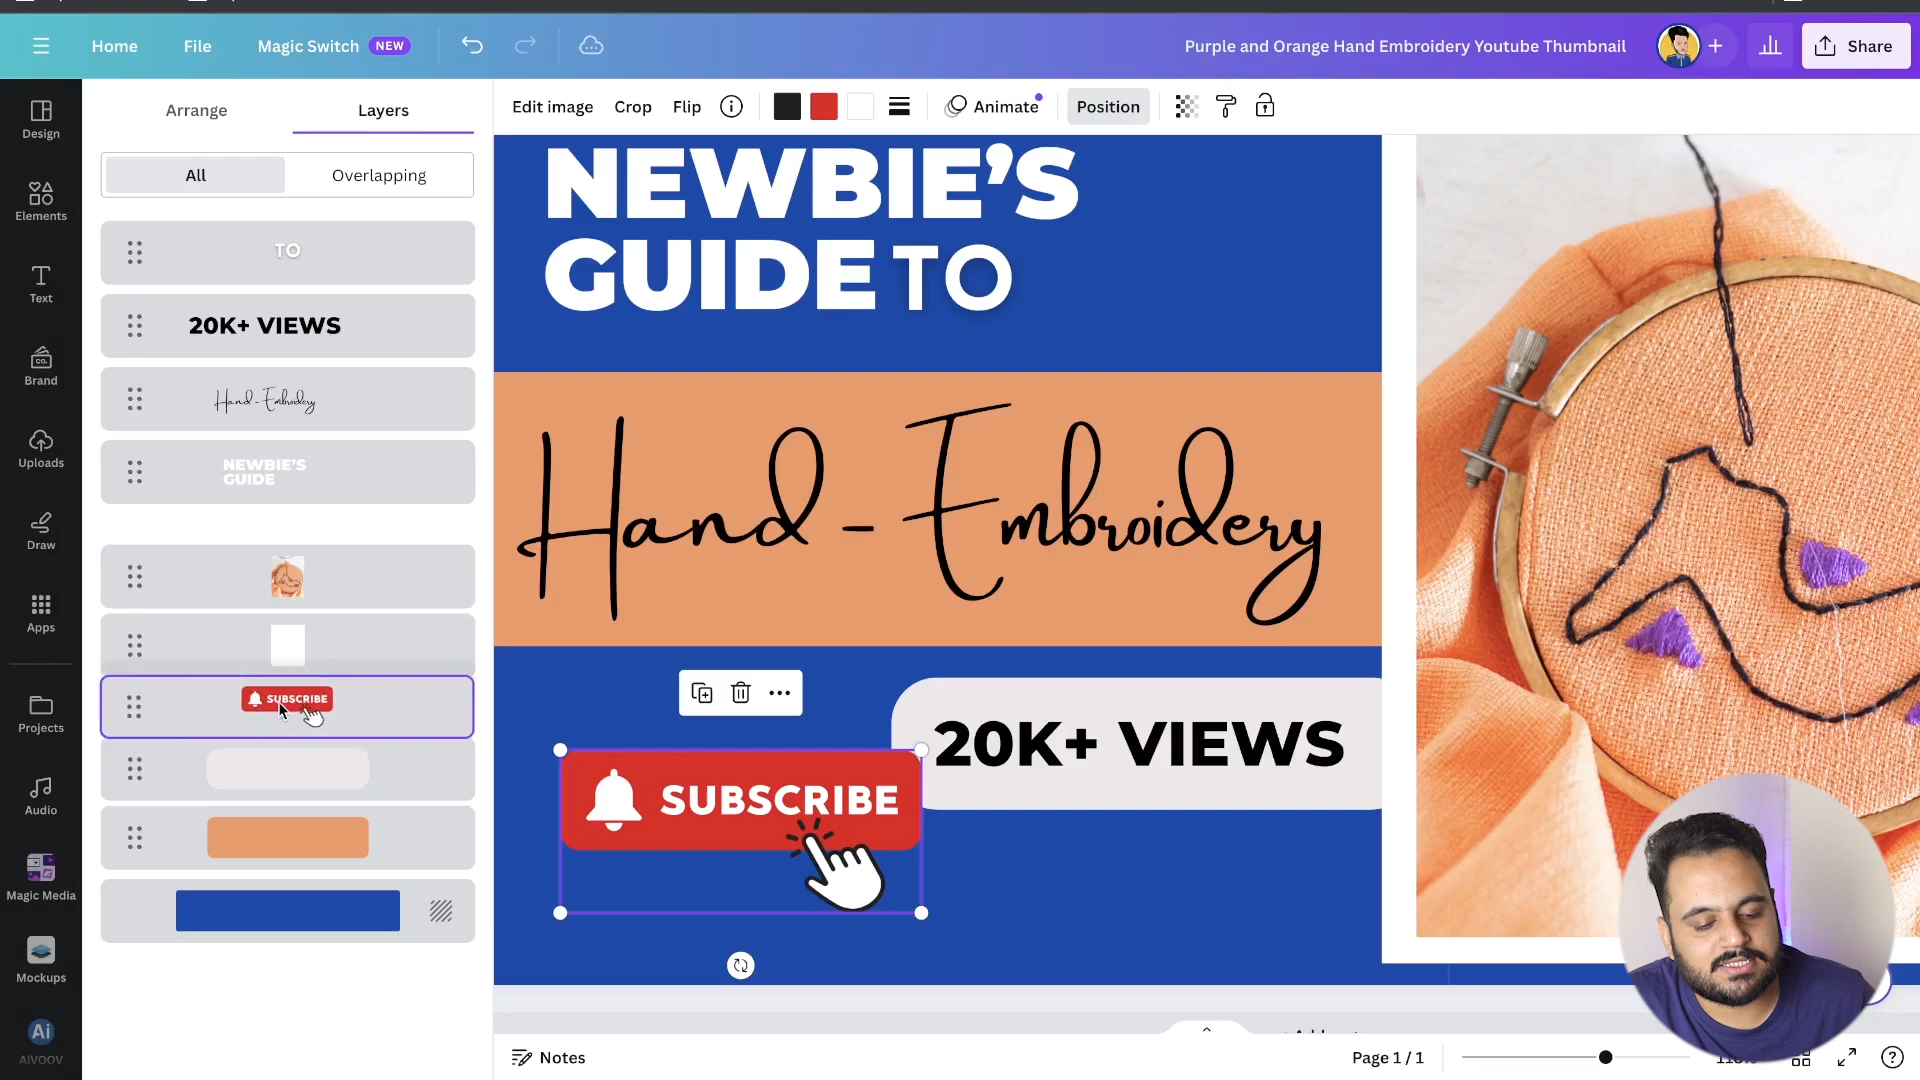 Home
File
Magic Switch NEW
Purple and Orange Hand Embroidery Youtube Thumbnail
Share
Design
Elements
Text
Brand
Uploads
Draw
Apps
Projects
Audio
Magic Media
Mockups
Ai
AiVOOV
Arrange
Layers
All
Overlapping
TO
20K+ VIEWS
Hand-Embroidery
NEWBIE'S
GUIDE
SUBSCRIBE
Edit image
Crop
Flip
Animate
Position
NEWBIE'S
GUIDE TO
Hand-Embroidery
20K+ VIEWS
SUBSCRIBE
Notes
Page 1 / 1